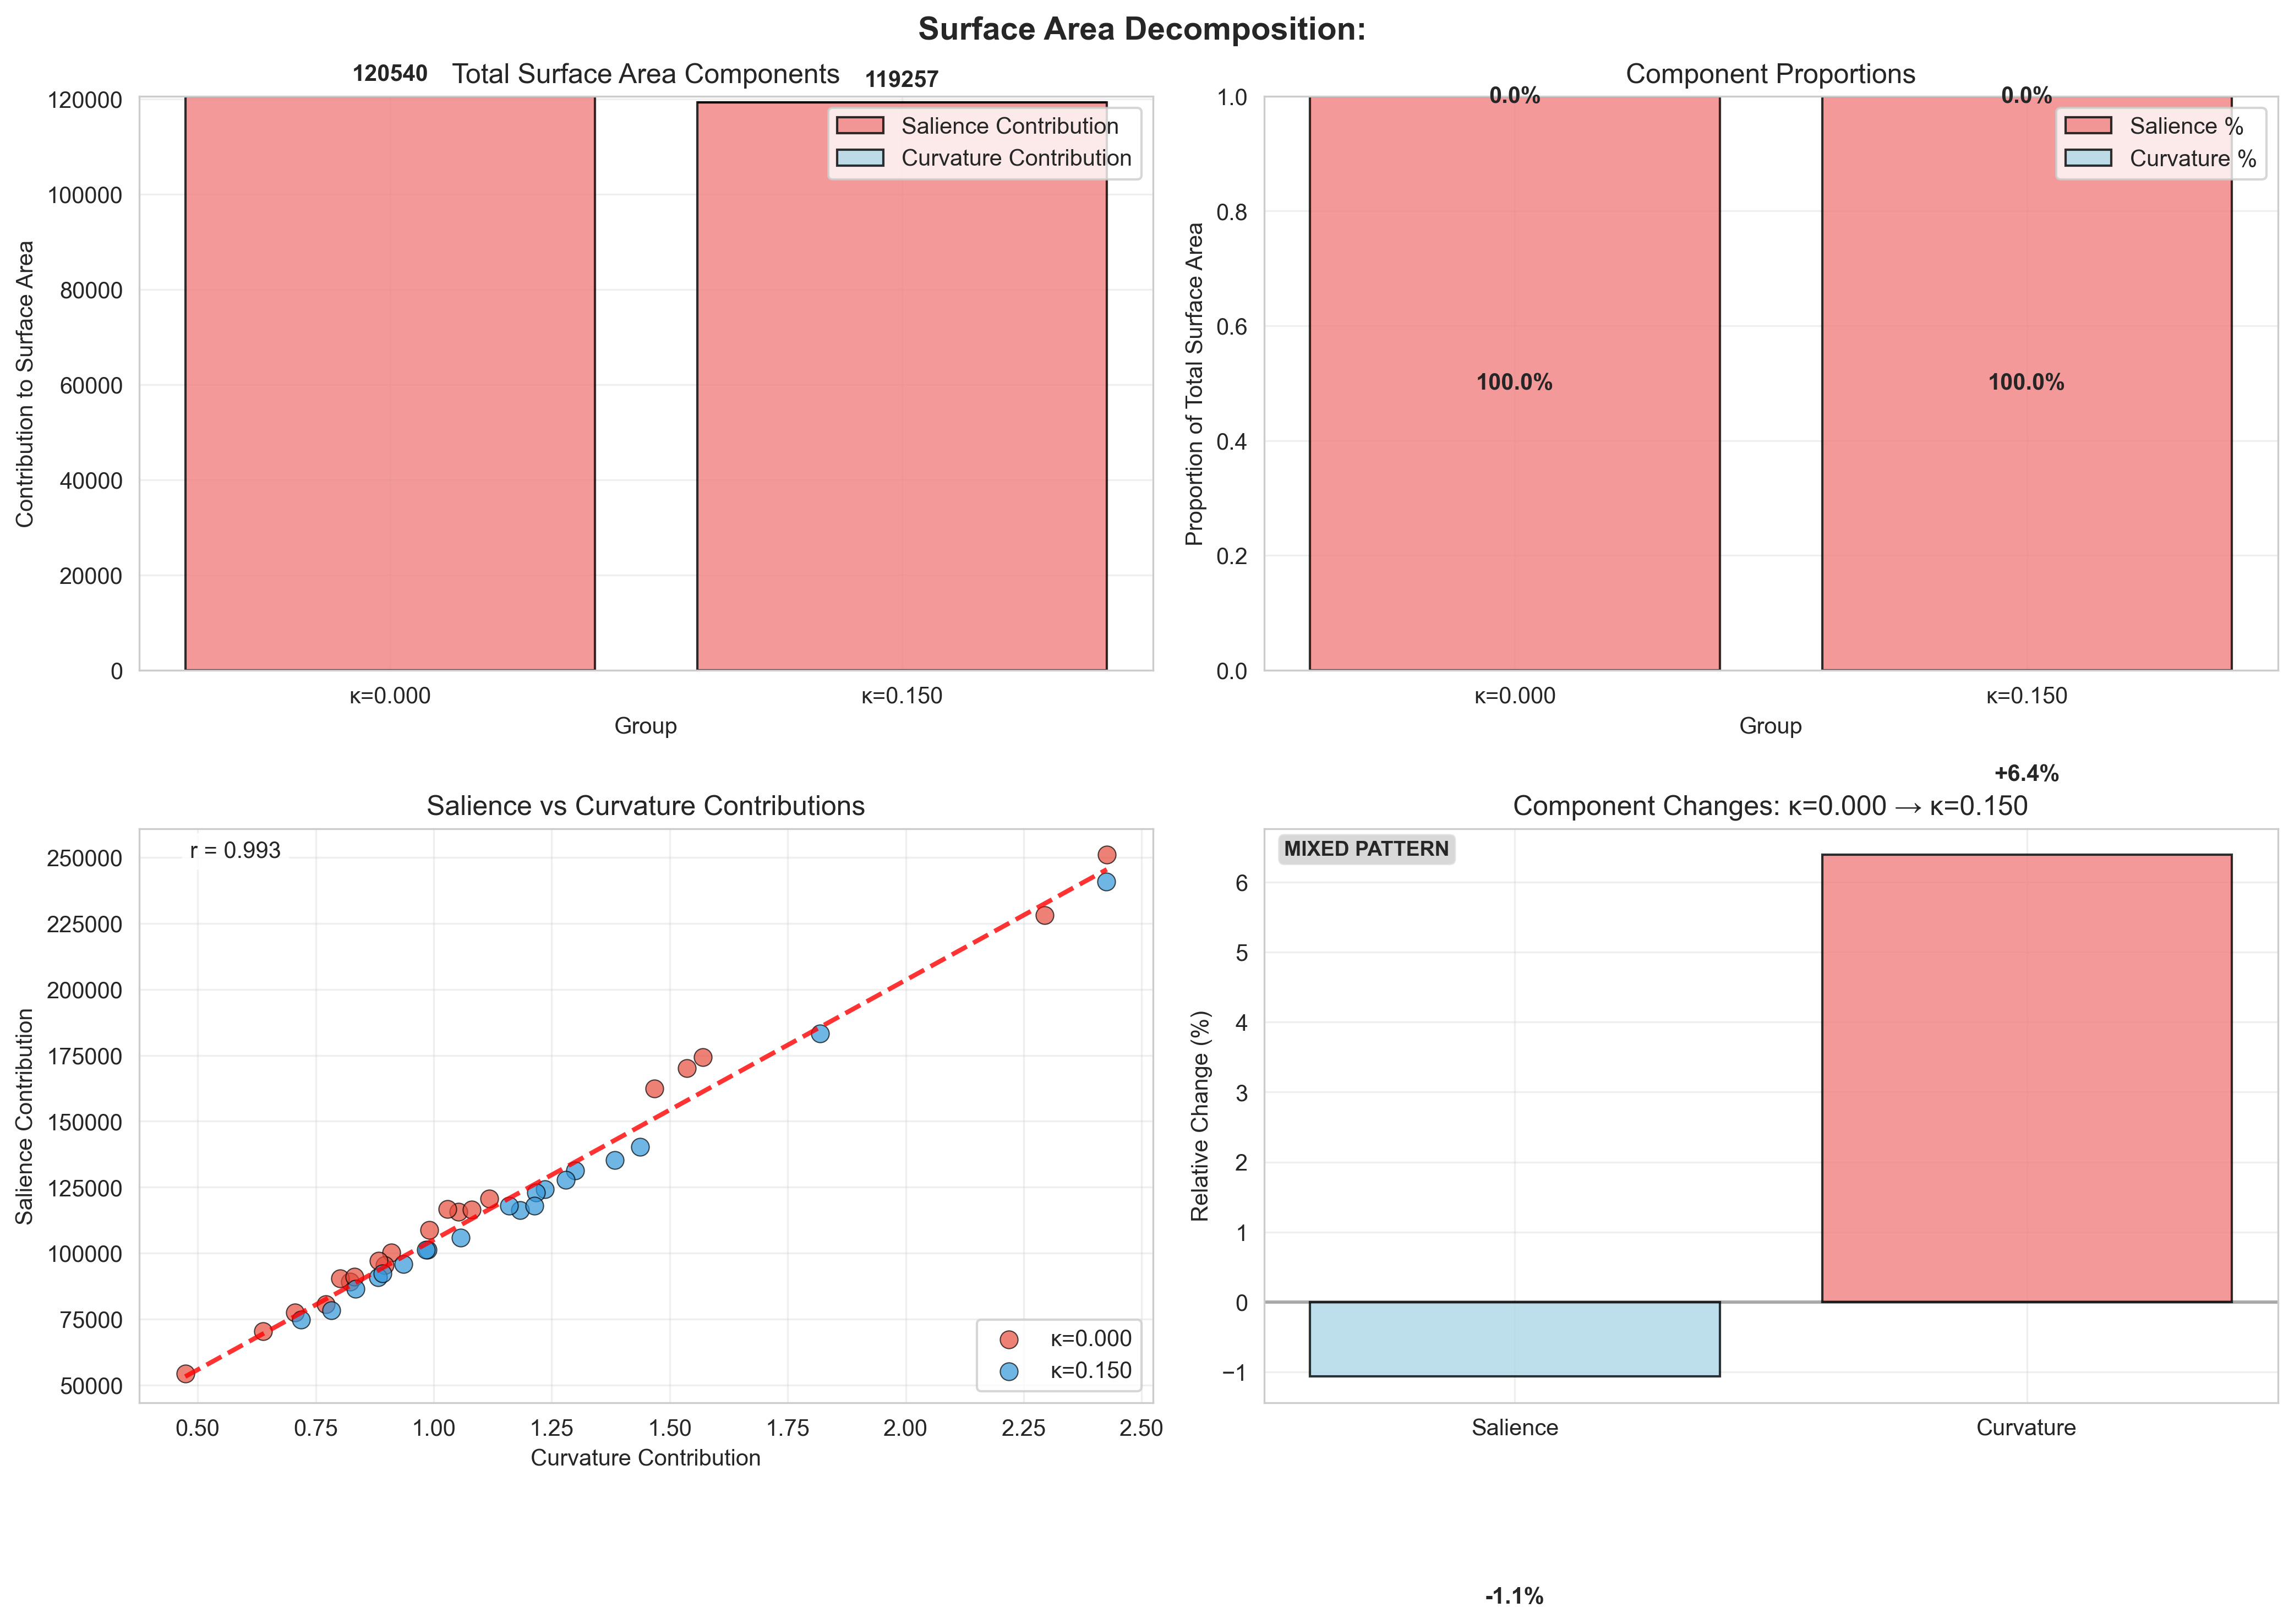 Surface Area Decomposition:
Total Surface Area Components
120540
119257
120000
100000
80000
60000
40000
20000
0
Contribution to Surface Area
Salience Contribution
Curvature Contribution
κ=0.000
κ=0.150
Group
Component Proportions
0.0%
0.0%
1.0
0.8
0.6
0.4
0.2
0.0
Proportion of Total Surface Area
Salience %
Curvature %
100.0%
100.0%
κ=0.000
κ=0.150
Group
Salience vs Curvature Contributions
r = 0.993
250000
225000
200000
175000
150000
125000
100000
75000
50000
Salience Contribution
κ=0.000
κ=0.150
0.50
0.75
1.00
1.25
1.50
1.75
2.00
2.25
2.50
Curvature Contribution
+6.4%
Component Changes: κ=0.000 → κ=0.150
MIXED PATTERN
6
5
4
3
2
1
0
−1
Relative Change (%)
Salience
Curvature
-1.1%